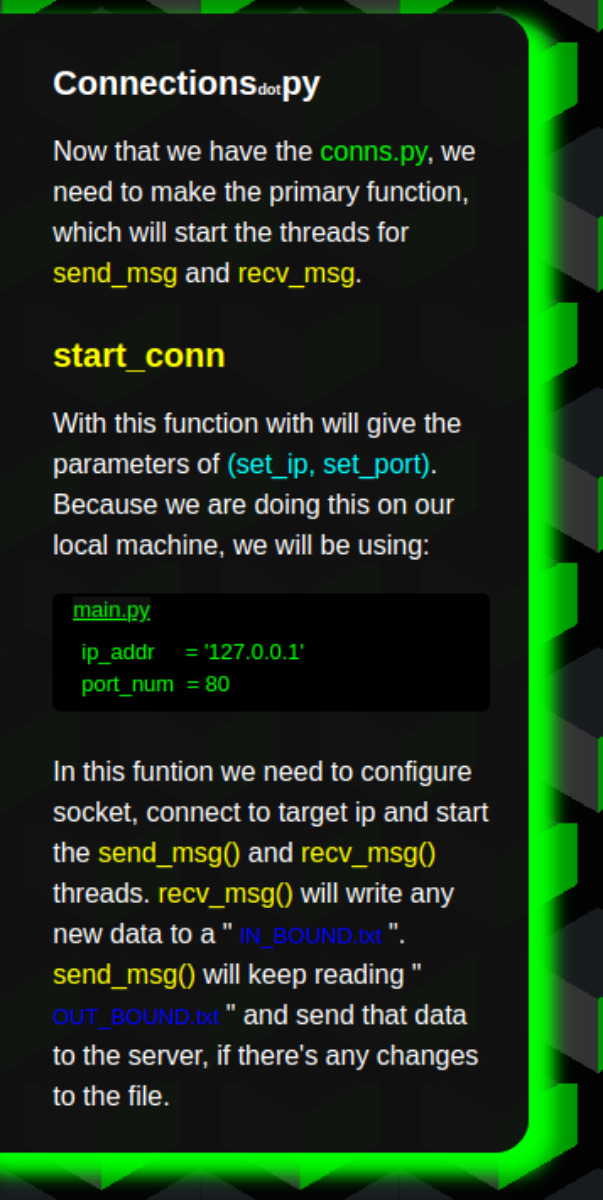 Connectionsdotpy
Now that we have the conns.py, we
need to make the primary function,
which will start the threads for
send_msg and recv_msg.
start_conn
With this function with will give the
parameters of (set_ip, set_port).
Because we are doing this on our
local machine, we will be using:
main.py
ip_addr = '127.0.0.1'
port_num = 80
In this funtion we need to configure
socket, connect to target ip and start
the send_msg() and recv_msg()
threads. recv_msg() will write any
new data to a " IN_BOUND.txt ".
send_msg() will keep reading "
OUT_BOUND.txt " and send that data
to the server, if there's any changes
to the file.